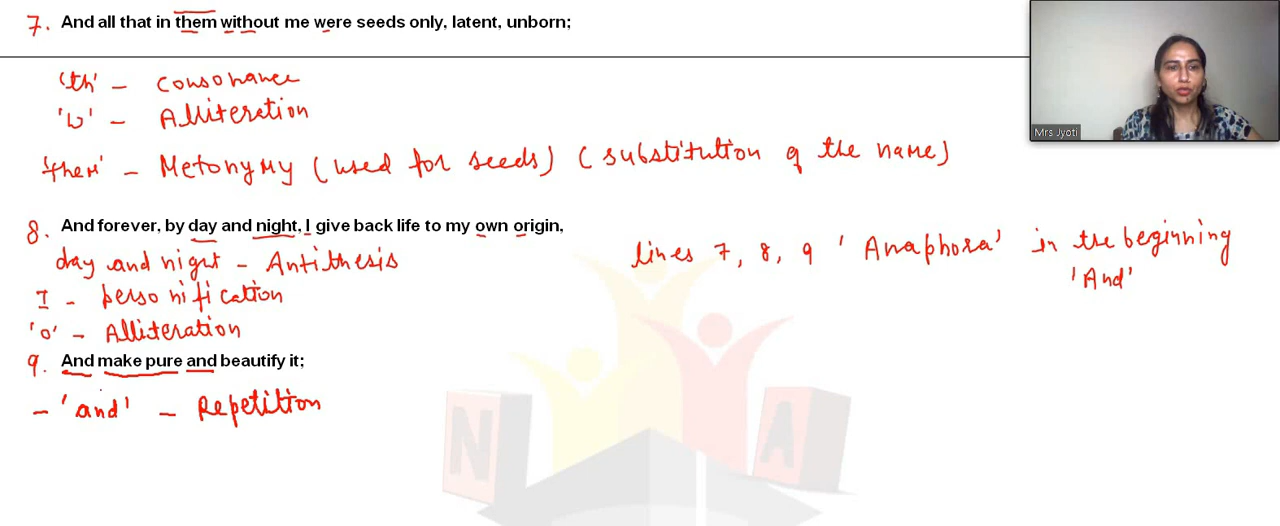 7. And all that in them without me were seeds only, latent, unborn;
'th' – Consonance
'w' – Alliteration
'them' – Metonymy (used for seeds) (substitution of the name)
8. And forever, by day and night, I give back life to my own origin,
day and night – Antithesis
lines 7, 8, 9 'Anaphora' in the beginning
'And'
I – personification
'o' – Alliteration
9. And make pure and beautify it;
– 'and' – Repetition
Mrs Jyoti
N A